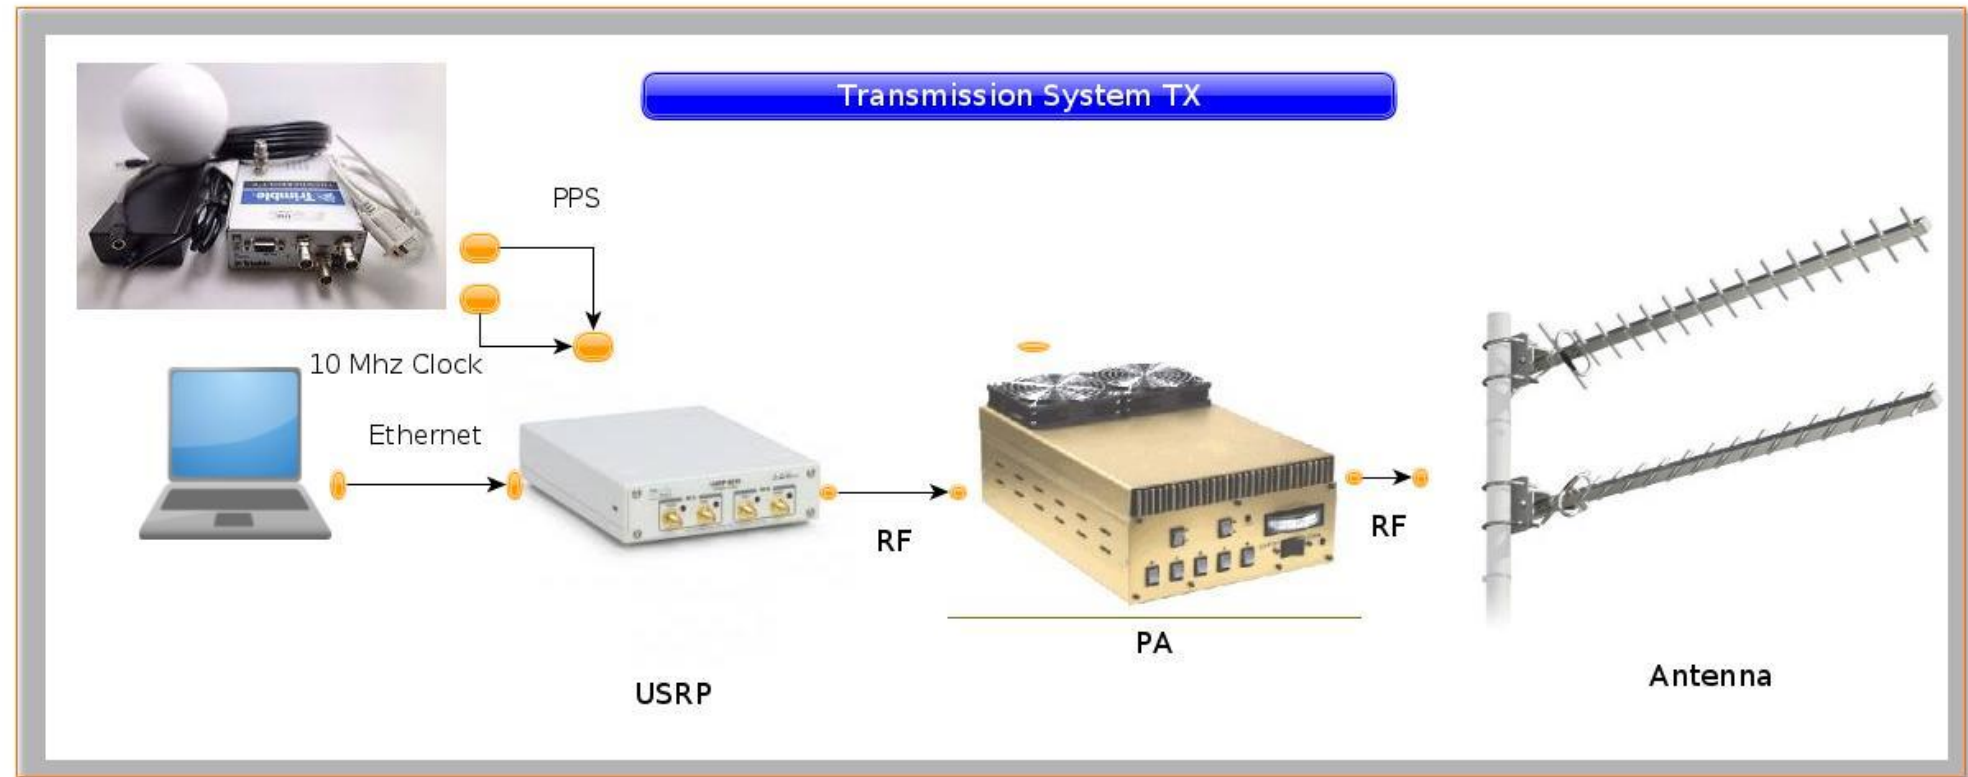 Transmission System TX
PPS
Trimble
10 Mhz Clock
Ethernet
RF
RF
PA
USRP
Antenna